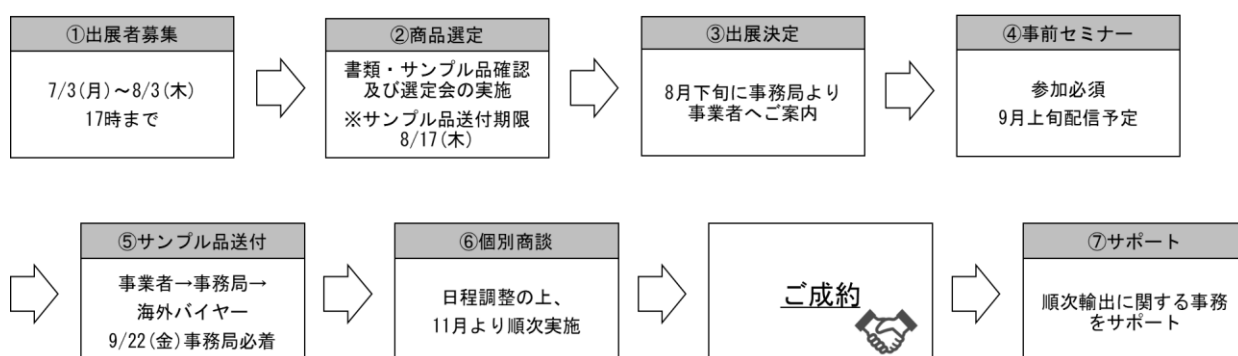 ①出展者募集
7/3(月)～8/3(木)
17時まで
②商品選定
書類・サンプル品確認
及び選定会の実施
※サンプル品送付期限
8/17(木)
③出展決定
8月下旬に事務局より
事業者へご案内
④事前セミナー
参加必須
9月上旬配信予定
⑤サンプル品送付
事業者→事務局→
海外バイヤー
9/22(金)事務局必着
⑥個別商談
日程調整の上、
11月より順次実施
ご成約
⑦サポート
順次輸出に関する事務
をサポート